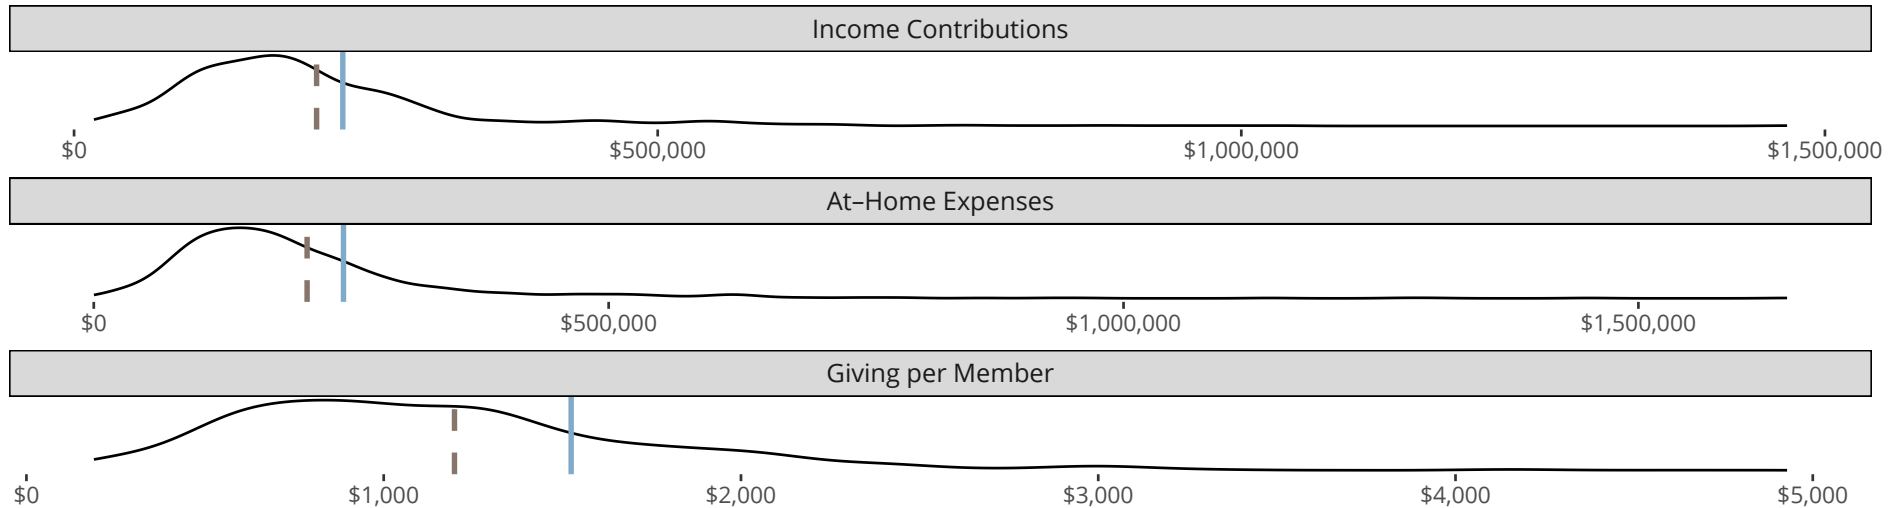 Income Contributions
$0 $500,000 $1,000,000 $1,500,000
At–Home Expenses
$0 $500,000 $1,000,000 $1,500,000
Giving per Member
$0 $1,000 $2,000 $3,000 $4,000 $5,000